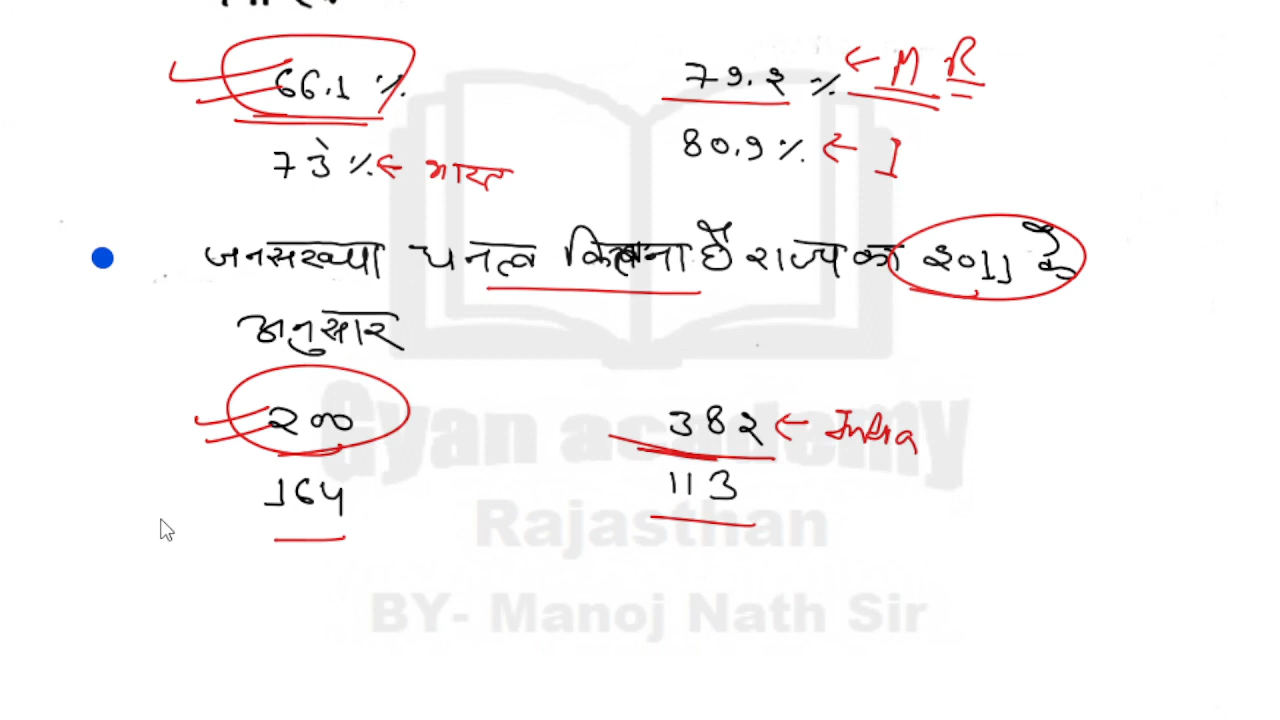 66.1 % 79.2 % ← M R
73 % ← भारत 80.9 % ← I
जनसख्या घनत्व कितना है राज्य का 2011 के
अनुसार
200 382 ← India
164 113
Gyan academy
Rajasthan
BY- Manoj Nath Sir